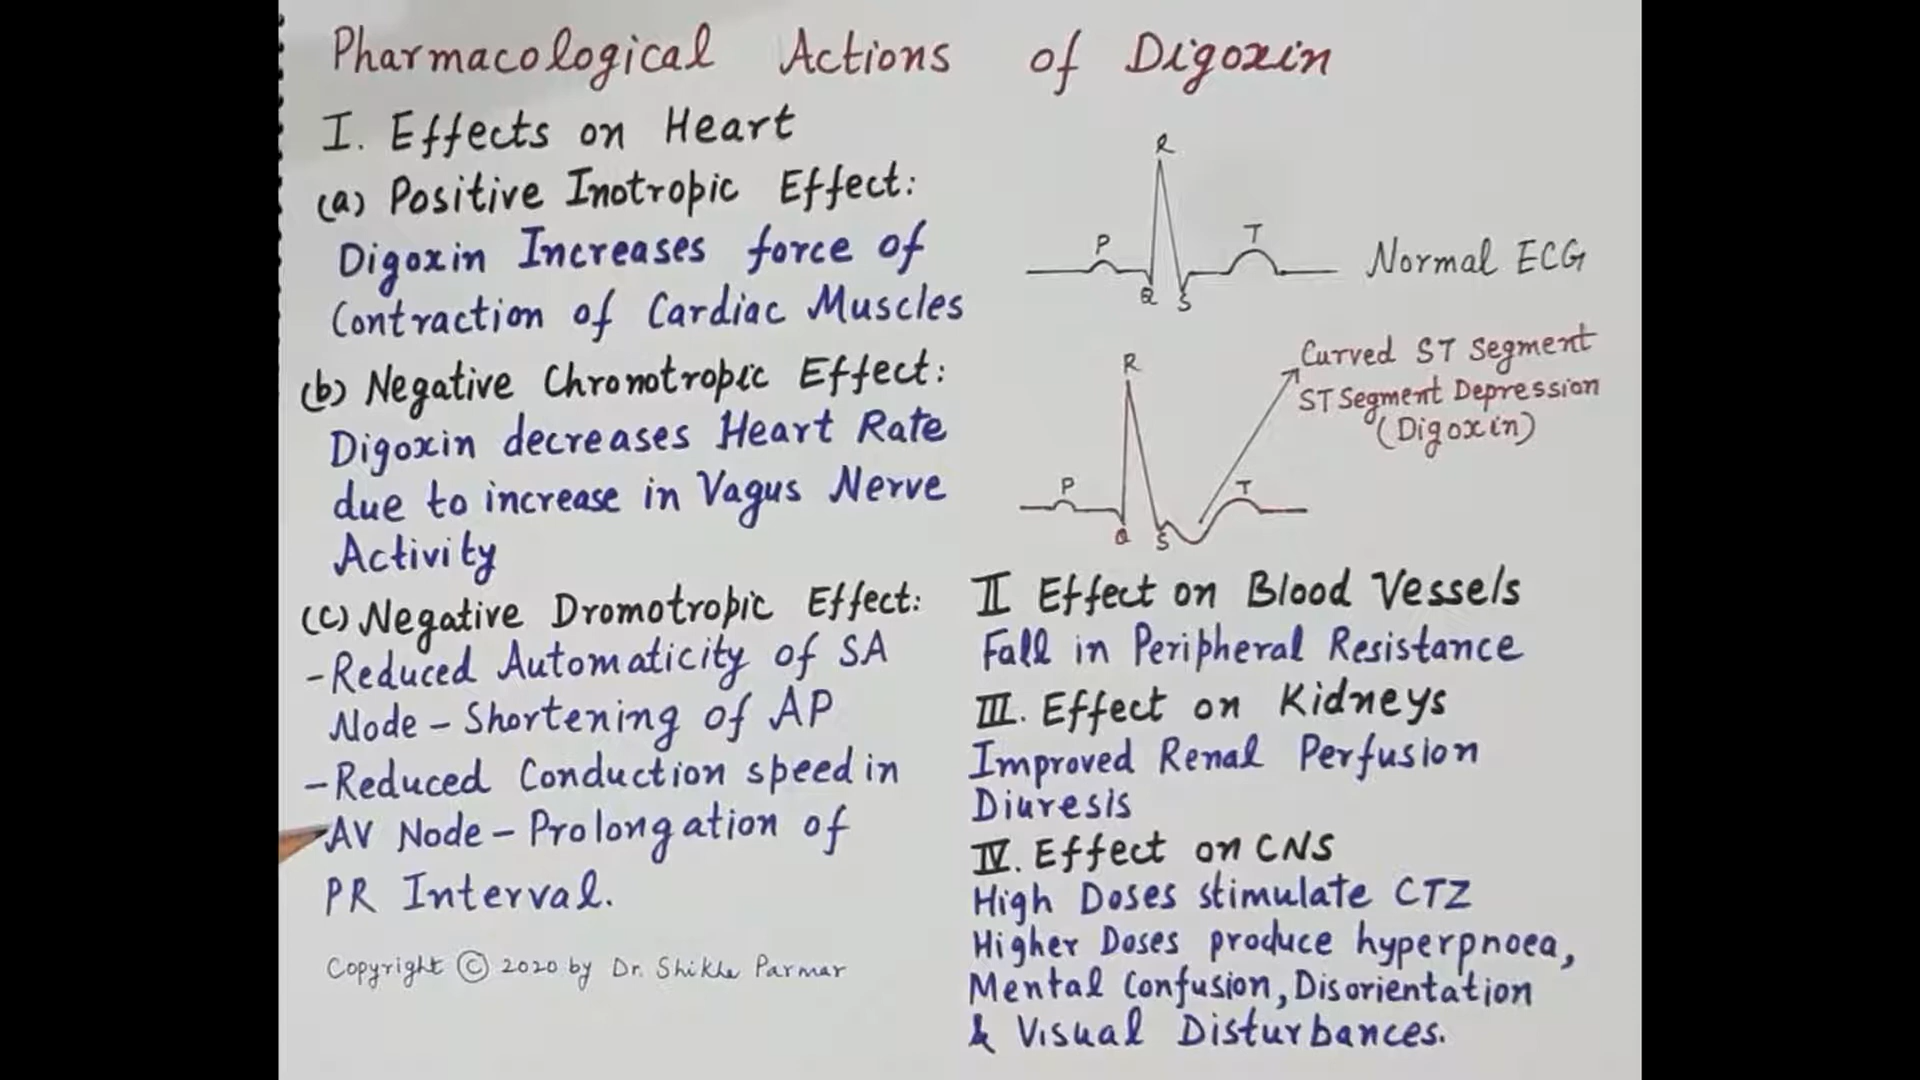 Pharmacological Actions of Digoxin
I. Effects on Heart
(a) Positive Inotropic Effect:
Digoxin Increases force of
Contraction of Cardiac Muscles
(b) Negative Chronotropic Effect:
Digoxin decreases Heart Rate
due to increase in Vagus Nerve
Activity
(c) Negative Dromotropic Effect:
-Reduced Automaticity of SA
Node - Shortening of AP
-Reduced Conduction speed in
AV Node - Prolongation of
PR Interval.
Copyright © 2020 by Dr. Shikha Parmar
R
P
T
Q
S
Normal ECG
Curved ST Segment
ST Segment Depression
(Digoxin)
R
P
T
Q
S
II Effect on Blood Vessels
Fall in Peripheral Resistance
III. Effect on Kidneys
Improved Renal Perfusion
Diuresis
IV. Effect on CNS
High Doses stimulate CTZ
Higher Doses produce hyperpnoea,
Mental Confusion, Disorientation
& Visual Disturbances.